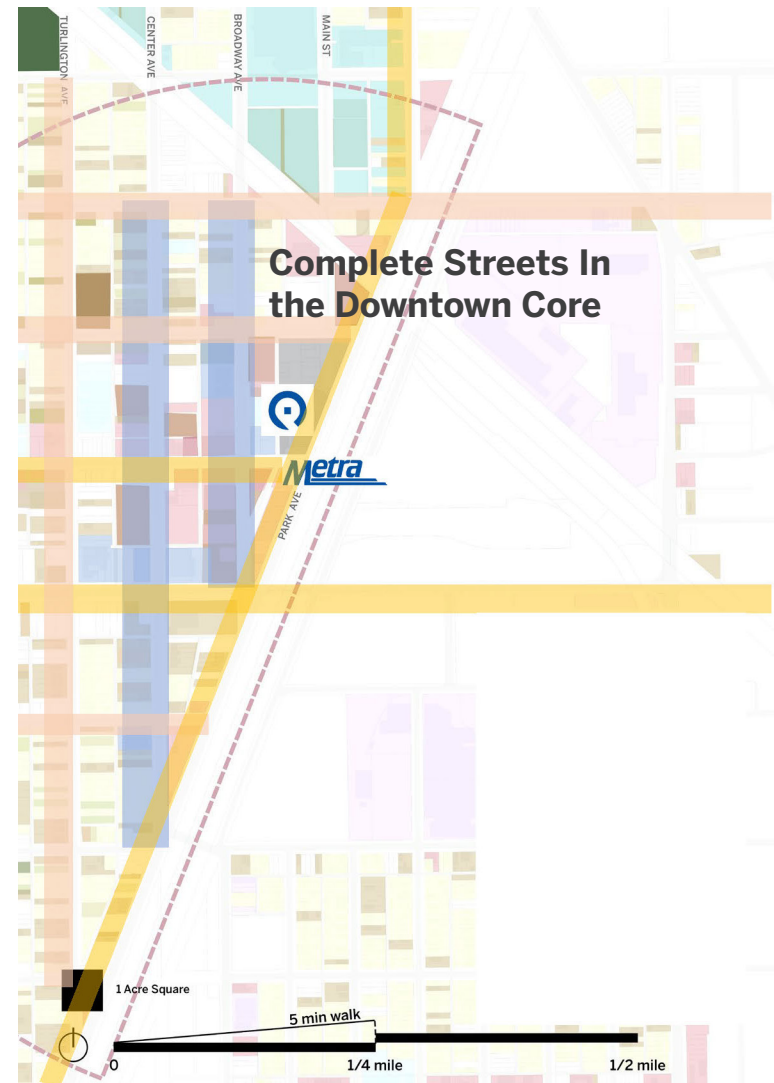 TURLINGTON AVE
CENTER AVE
BROADWAY AVE
MAIN ST
Complete Streets In
the Downtown Core
Metra
PARK AVE
1 Acre Square
5 min walk
0
1/4 mile
1/2 mile